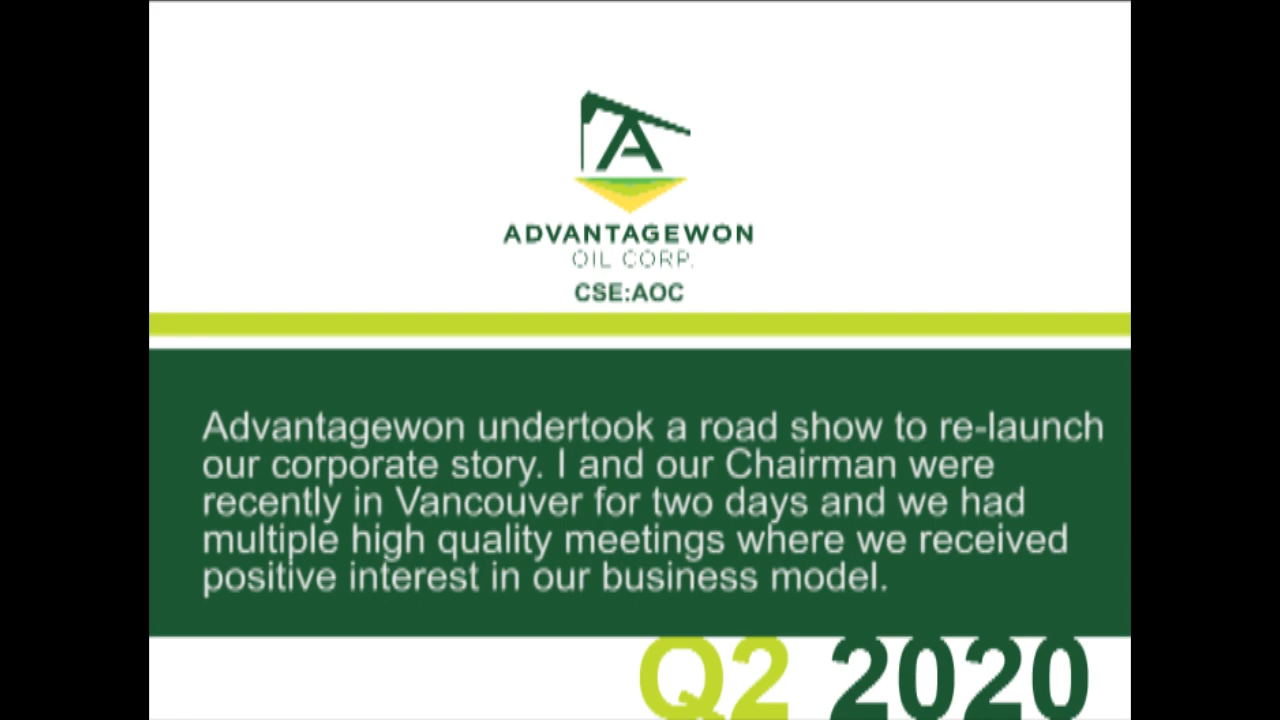 ADVANTAGEWON
OIL CORP.
CSE:AOC
Advantagewon undertook a road show to re-launch
our corporate story. I and our Chairman were
recently in Vancouver for two days and we had
multiple high quality meetings where we received
positive interest in our business model.
Q2 2020